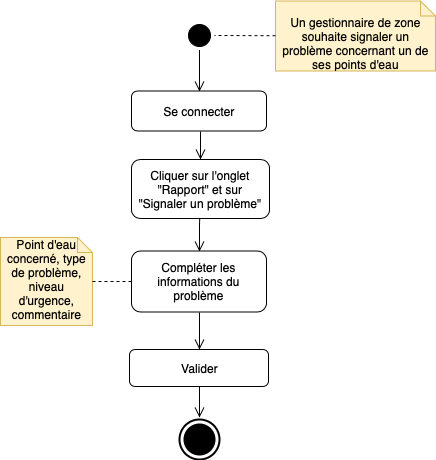 Un gestionnaire de zone
souhaite signaler un
problème concernant un de
ses points d'eau
Se connecter
Cliquer sur l'onglet
"Rapport" et sur
"Signaler un problème"
Point d'eau
concerné, type
de problème,
niveau
d'urgence,
commentaire
Compléter les
informations du
problème
Valider